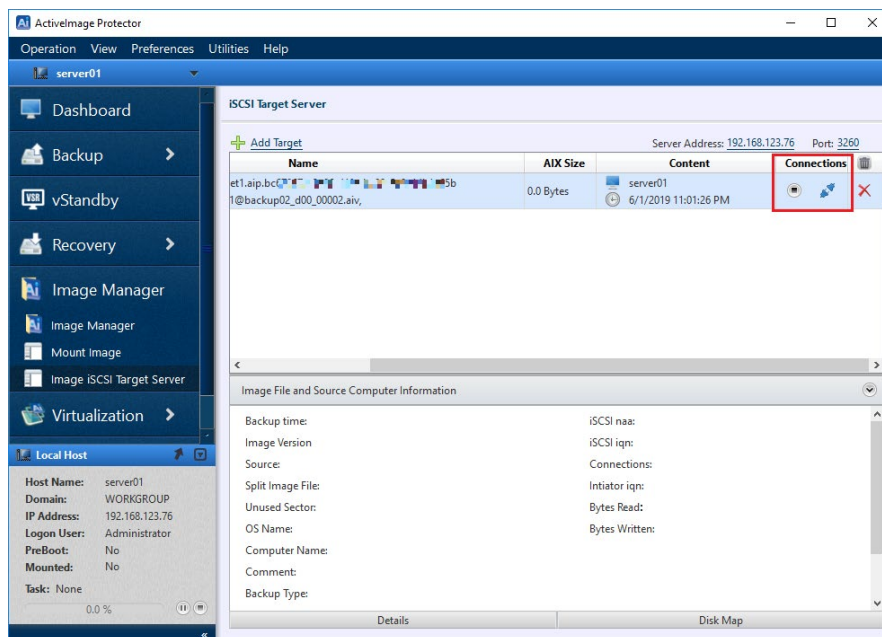 ActiveImage Protector
Operation View Preferences Utilities Help
server01
Dashboard
Backup
vStandby
Recovery
Image Manager
Image Manager
Mount Image
Image iSCSI Target Server
Virtualization
Local Host
Host Name: server01
Domain: WORKGROUP
IP Address: 192.168.123.76
Logon User: Administrator
PreBoot: No
Mounted: No
Task: None
0.0 %
iSCSI Target Server
Add Target
Server Address: 192.168.123.76 Port: 3260
Name AIX Size Content Connections
et1.aip.bc 5b
1@backup02_d00_00002.aiv,
0.0 Bytes
server01
6/1/2019 11:01:26 PM
Image File and Source Computer Information
Backup time:
Image Version
Source:
Split Image File:
Unused Sector:
OS Name:
Computer Name:
Comment:
Backup Type:
iSCSI naa:
iSCSI iqn:
Connections:
Intiator iqn:
Bytes Read:
Bytes Written:
Details Disk Map